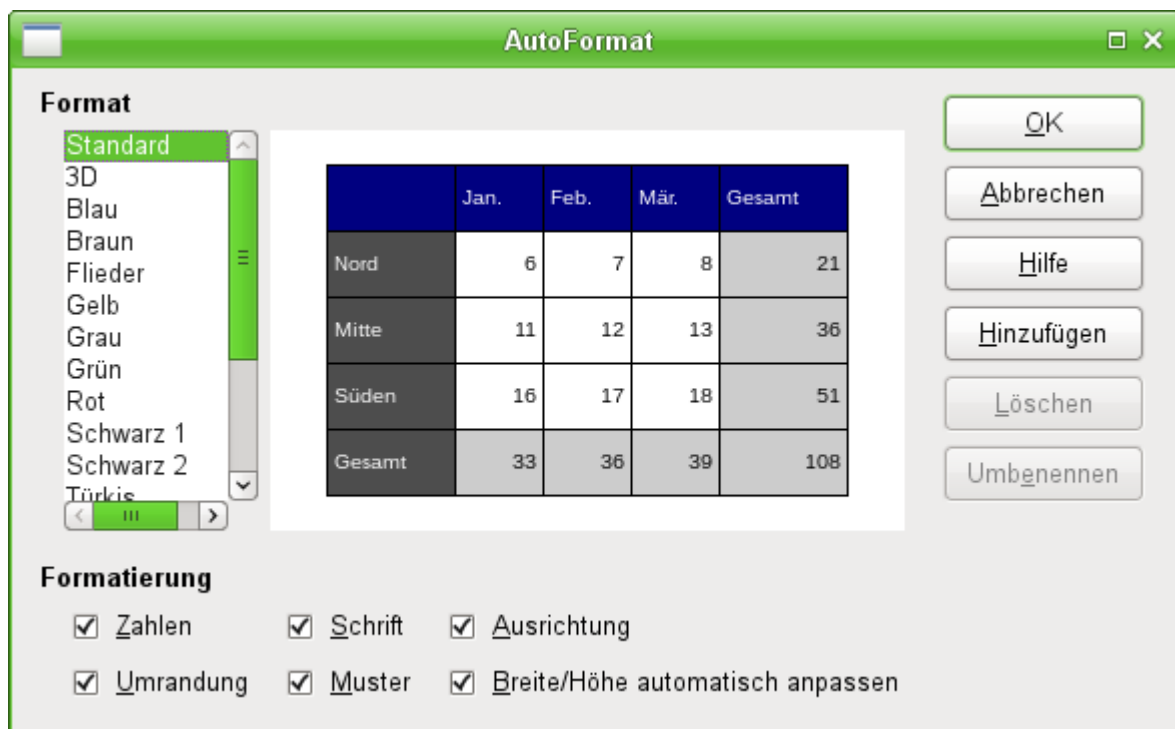 AutoFormat
Format
Standard
3D
Blau
Braun
Flieder
Gelb
Grau
Grün
Rot
Schwarz 1
Schwarz 2
Türkis
Jan. Feb. Mär. Gesamt
Nord 6 7 8 21
Mitte 11 12 13 36
Süden 16 17 18 51
Gesamt 33 36 39 108
OK
Abbrechen
Hilfe
Hinzufügen
Löschen
Umbenennen
Formatierung
Zahlen Schrift Ausrichtung
Umrandung Muster Breite/Höhe automatisch anpassen